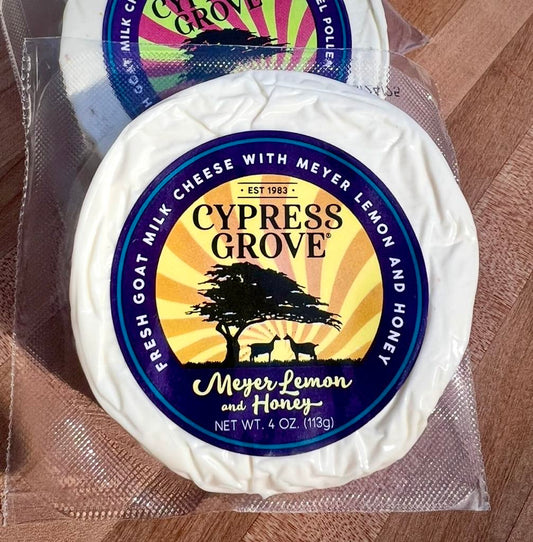 CYPRESS
GROVE
FRESH GOAT MILK CHEESE WITH MEYER LEMON AND HONEY
• EST 1983 •
CYPRESS
GROVE®
Meyer Lemon
and Honey
NET WT. 4 OZ. (113g)